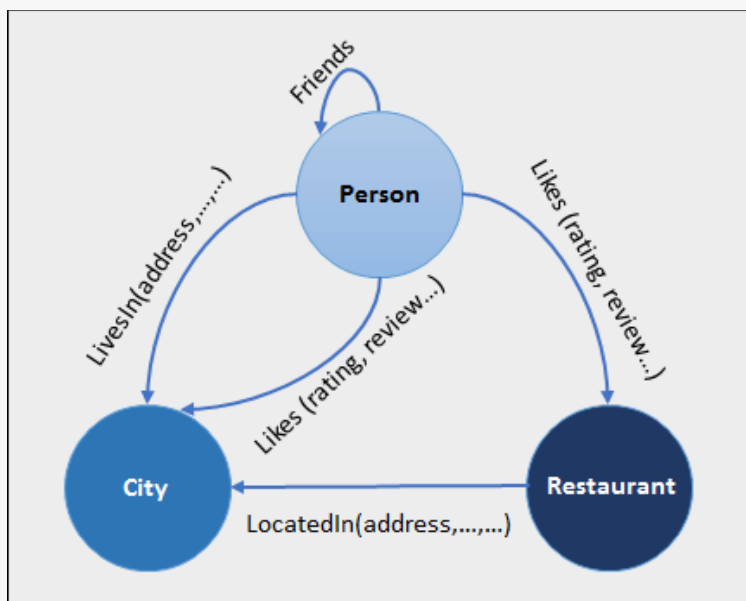 Friends
Person
LivesIn(address,...,...)
Likes (rating, review...)
Likes (rating, review...)
City
Restaurant
LocatedIn(address,...,...)